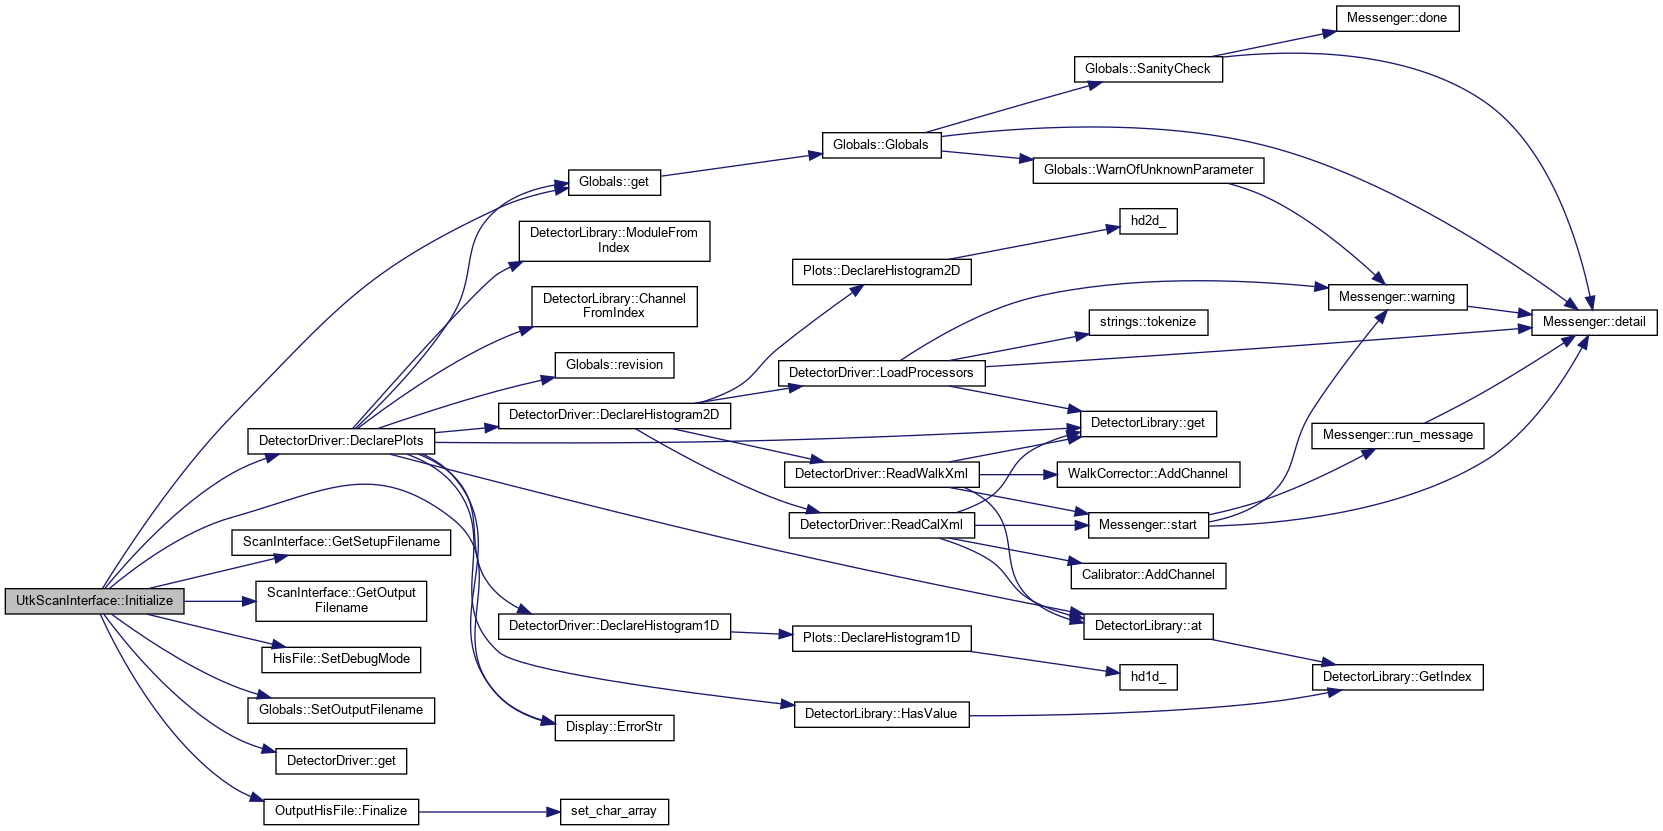 Messenger::done
Globals::SanityCheck
Globals::Globals
Globals::WarnOfUnknownParameter
Globals::get
hd2d_
DetectorLibrary::ModuleFrom
Index
Plots::DeclareHistogram2D
DetectorLibrary::Channel
FromIndex
Messenger::warning
strings::tokenize
Messenger::detail
Globals::revision
DetectorDriver::LoadProcessors
DetectorDriver::DeclareHistogram2D
DetectorLibrary::get
DetectorDriver::DeclarePlots
Messenger::run_message
DetectorDriver::ReadWalkXml
WalkCorrector::AddChannel
DetectorDriver::ReadCalXml
Messenger::start
ScanInterface::GetSetupFilename
Calibrator::AddChannel
UtkScanInterface::Initialize
ScanInterface::GetOutput
Filename
DetectorDriver::DeclareHistogram1D
DetectorLibrary::at
Plots::DeclareHistogram1D
HisFile::SetDebugMode
hd1d_
DetectorLibrary::GetIndex
Globals::SetOutputFilename
DetectorLibrary::HasValue
Display::ErrorStr
DetectorDriver::get
OutputHisFile::Finalize
set_char_array